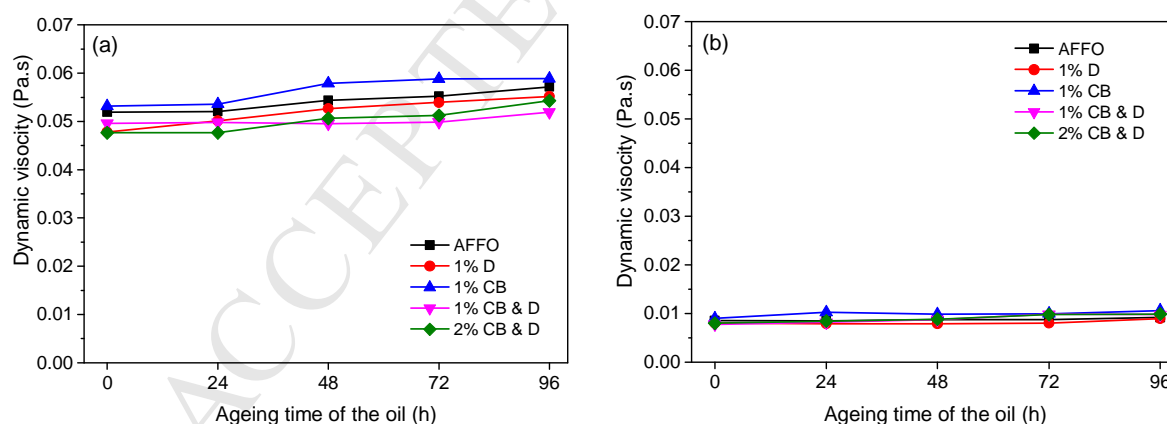 (a)
0.07
0.06
0.05
0.04
0.03
0.02
0.01
0.00
Dynamic visocity (Pa.s)
AFFO
1% D
1% CB
1% CB & D
2% CB & D
0 24 48 72 96
Ageing time of the oil (h)
ACCEPTE
(b)
0.07
0.06
0.05
0.04
0.03
0.02
0.01
0.00
Dynamic visocity (Pa.s)
AFFO
1% D
1% CB
1% CB & D
2% CB & D
0 24 48 72 96
Ageing time of the oil (h)